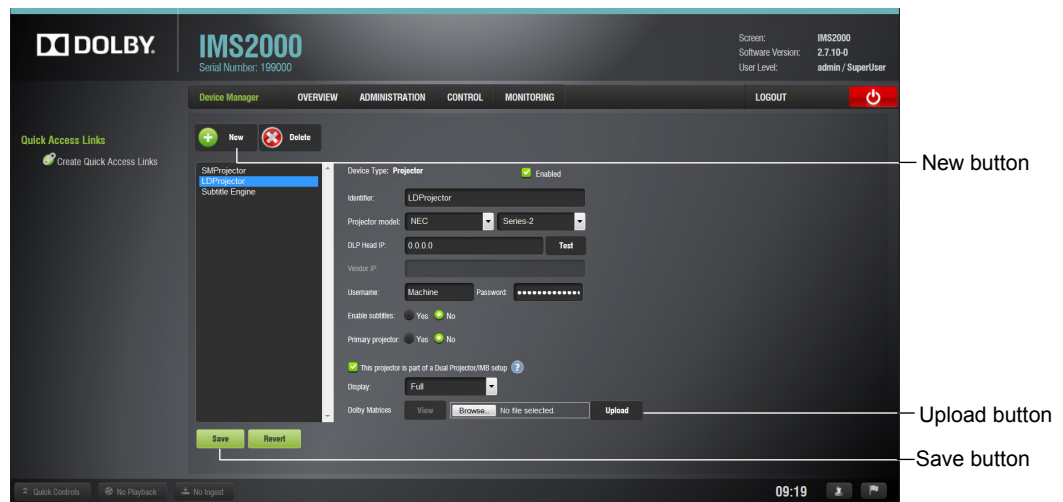 DOLBY.
IMS2000
Serial Number: 199000
Screen: IMS2000
Software Version: 2.7.10-0
User Level: admin / SuperUser
Device Manager OVERVIEW ADMINISTRATION CONTROL MONITORING LOGOUT
Quick Access Links
Create Quick Access Links
New Delete
New button
SMProjector
LDProjector
Subtitle Engine
Device Type: Projector Enabled
Identifier: LDProjector
Projector model: NEC Series-2
DLP Head IP: 0.0.0.0 Test
Vendor IP:
Username: Machine Password: ●●●●●●●●●●●●●
Enable subtitles: Yes No
Primary projector: Yes No
This projector is part of a Dual Projector/IMB setup ?
Display: Full
Dolby Matrices View Browse... No file selected. Upload
Upload button
Save Revert
Save button
Quick Controls No Playback No Ingest 09:19